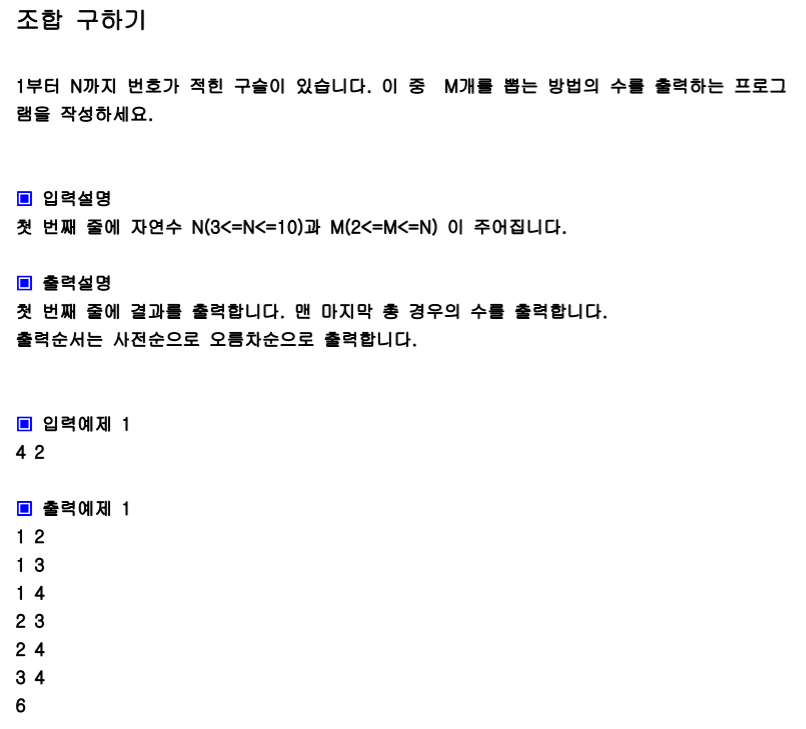 조합 구하기
1부터 N까지 번호가 적힌 구슬이 있습니다. 이 중 M개를 뽑는 방법의 수를 출력하는 프로그
램을 작성하세요.
▣ 입력설명
첫 번째 줄에 자연수 N(3<=N<=10)과 M(2<=M<=N) 이 주어집니다.
▣ 출력설명
첫 번째 줄에 결과를 출력합니다. 맨 마지막 총 경우의 수를 출력합니다.
출력순서는 사전순으로 오름차순으로 출력합니다.
▣ 입력예제 1
4 2
▣ 출력예제 1
1 2
1 3
1 4
2 3
2 4
3 4
6